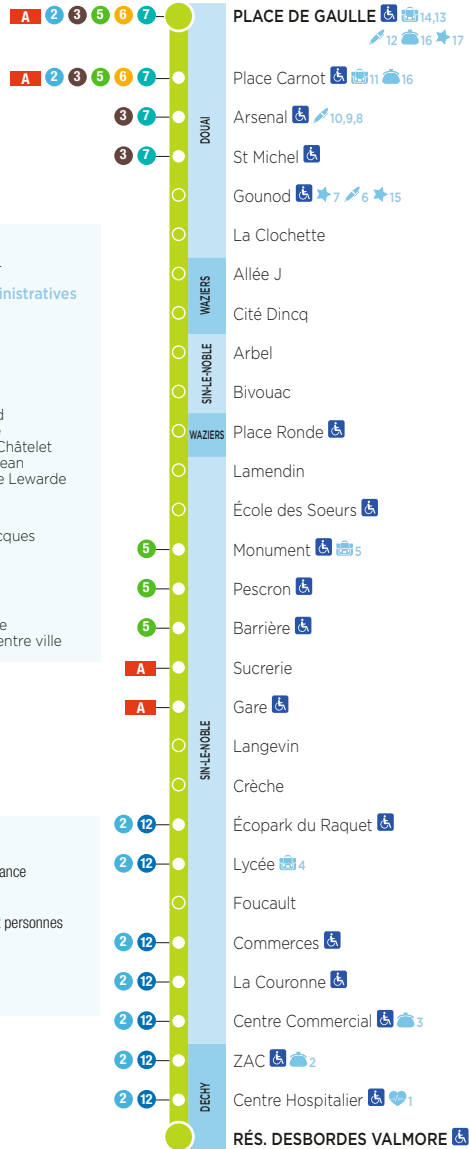 A 2 3 5 6 7 PLACE DE GAULLE 14,13
12 16 17
A 2 3 5 6 7 Place Carnot 11 16
3 7 Arsenal 10,9,8
DOUAI
3 7 St Michel
Gounod 7 6 15
La Clochette
Allée J
WAZIERS
inistratives
Cité Dincq
Arbel
SIN-LE-NOBLE
Bivouac
WAZIERS Place Ronde
d
Châtelet
ean
e Lewarde
Lamendin
École des Soeurs
cques
5 Monument 5
5 Pescron
5 Barrière
e
entre ville
A Sucrerie
A Gare
SIN-LE-NOBLE
Langevin
Crèche
2 12 Écopark du Raquet
2 12 Lycée 4
ance
Foucault
t personnes
2 12 Commerces
2 12 La Couronne
2 12 Centre Commercial 3
2 12 ZAC 2
DECHY
2 12 Centre Hospitalier 1
RÉS. DESBORDES VALMORE